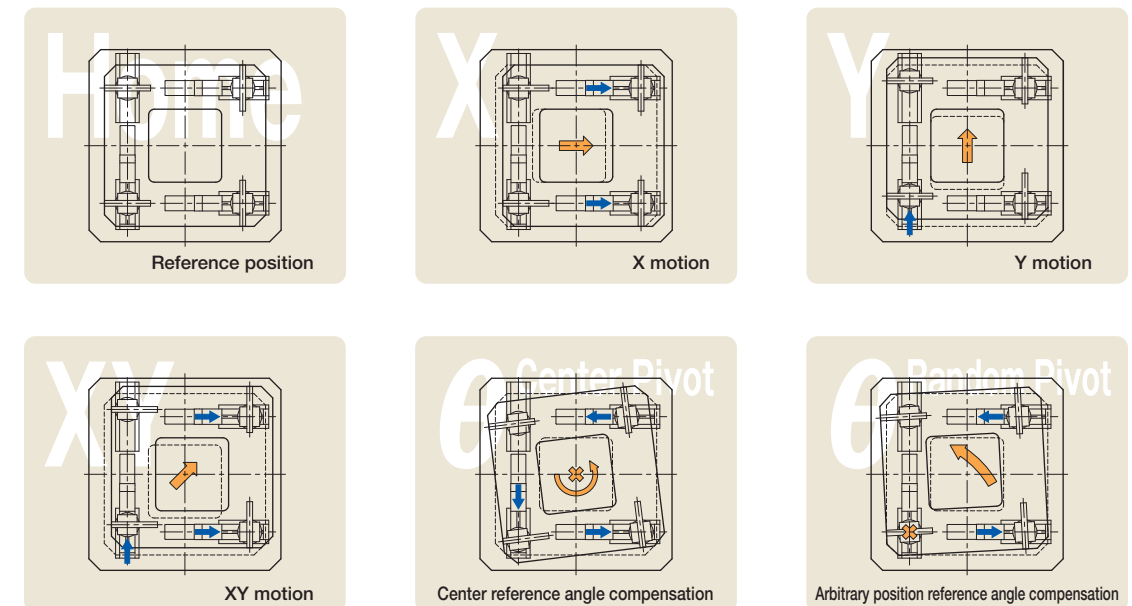 Home
Reference position
X
X motion
Y
Y motion
XY
XY motion
θ Center Pivot
Center reference angle compensation
θ Random Pivot
Arbitrary position reference angle compensation